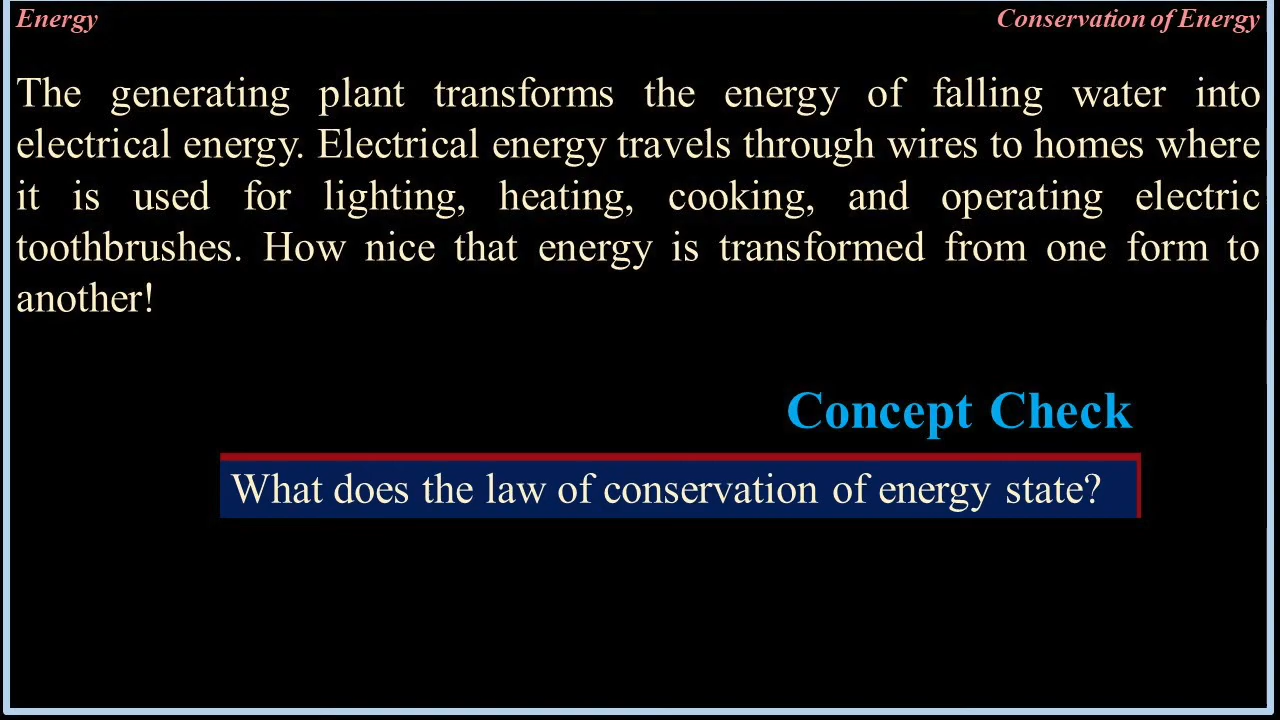 Energy
Conservation of Energy
The generating plant transforms the energy of falling water into
electrical energy. Electrical energy travels through wires to homes where
it is used for lighting, heating, cooking, and operating electric
toothbrushes. How nice that energy is transformed from one form to
another!
Concept Check
What does the law of conservation of energy state?